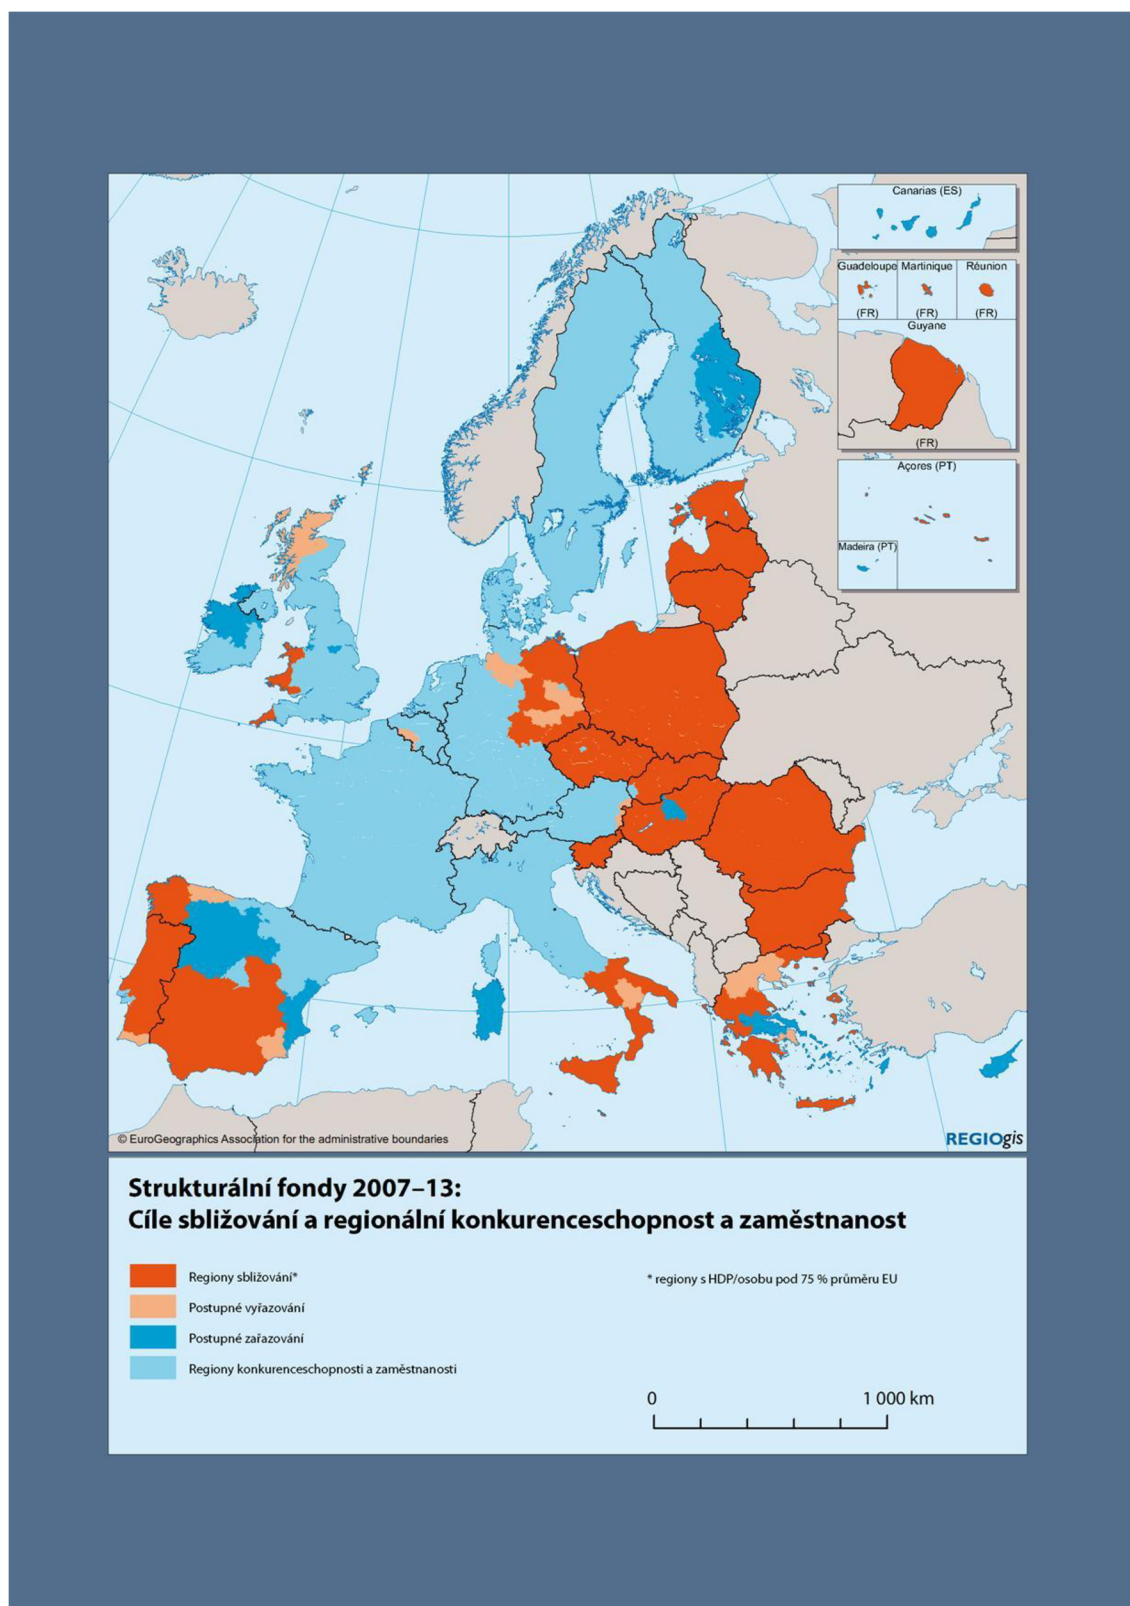 Canarias (ES)
Guadeloupe Martinique Réunion
(FR) (FR) (FR)
Guyane
(FR)
Açores (PT)
Madeira (PT)
© EuroGeographics Association for the administrative boundaries
REGIOgis
Strukturální fondy 2007–13:
Cíle sbližování a regionální konkurenceschopnost a zaměstnanost
Regiony sbližování*
* regiony s HDP/osobu pod 75 % průměru EU
Postupné vyřazování
Postupné zařazování
Regiony konkurenceschopnosti a zaměstnanosti
0 1 000 km